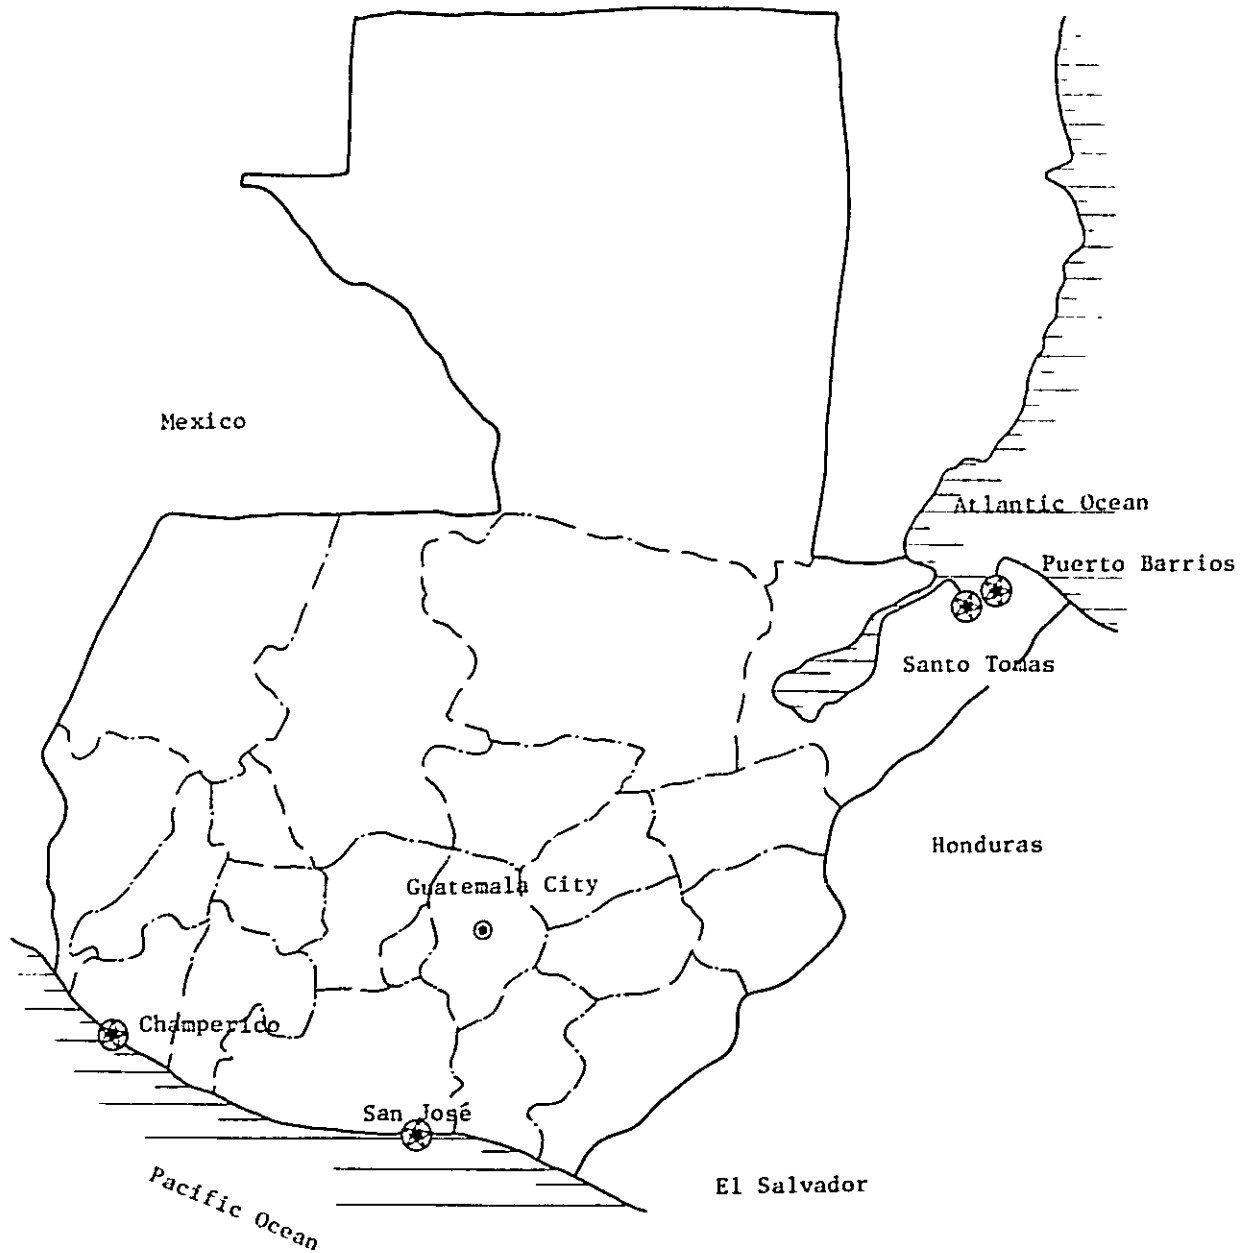 Mexico
Atlantic Ocean
Puerto Barrios
Santo Tomas
Honduras
Guatemala City
Champerico
San José
El Salvador
Pacific Ocean